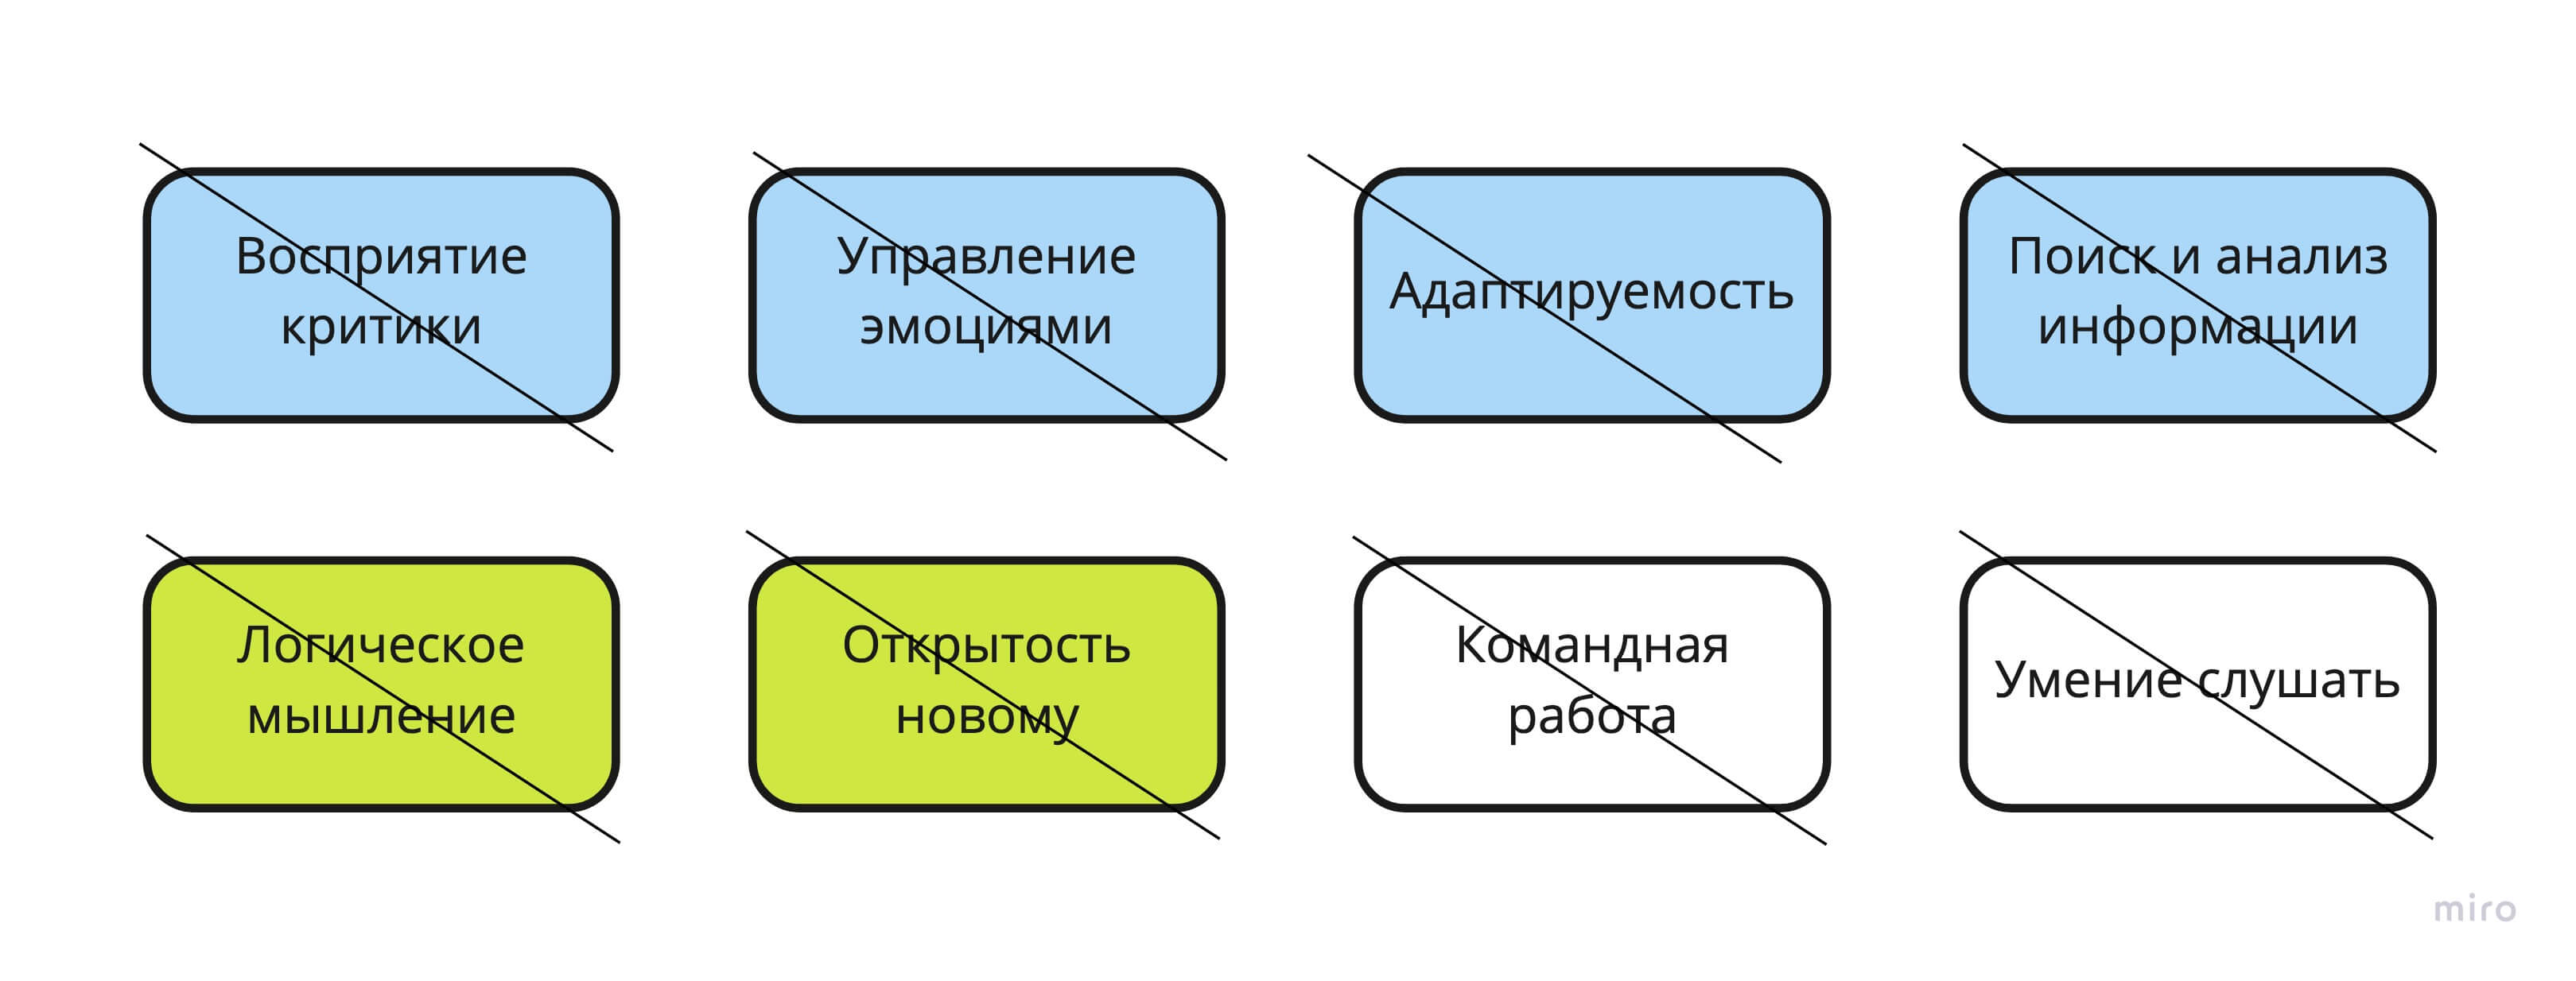 Восприятие
критики
Управление
эмоциями
Адаптируемость
Поиск и анализ
информации
Логическое
мышление
Открытость
новому
Командная
работа
Умение слушать
miro